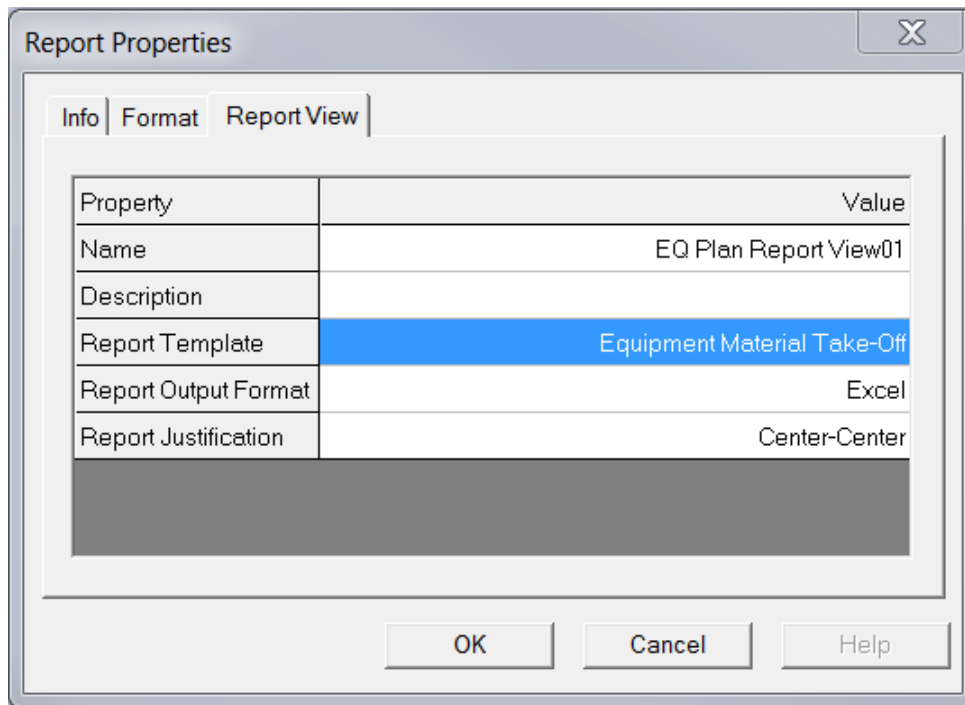 Report Properties
Info Format Report View
Property Value
Name EQ Plan Report View01
Description
Report Template Equipment Material Take-Off
Report Output Format Excel
Report Justification Center-Center
OK Cancel Help